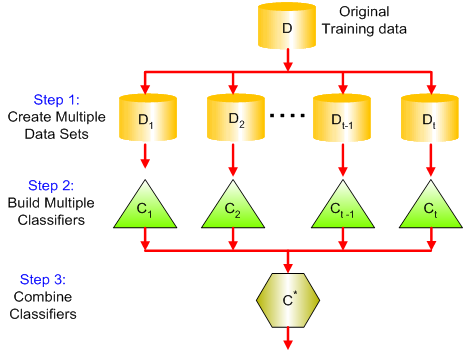 D
Original
Training data
Step 1:
Create Multiple
Data Sets
D1
D2
....
Dt-1
Dt
Step 2:
Build Multiple
Classifiers
C1
C2
Ct -1
Ct
Step 3:
Combine
Classifiers
C*